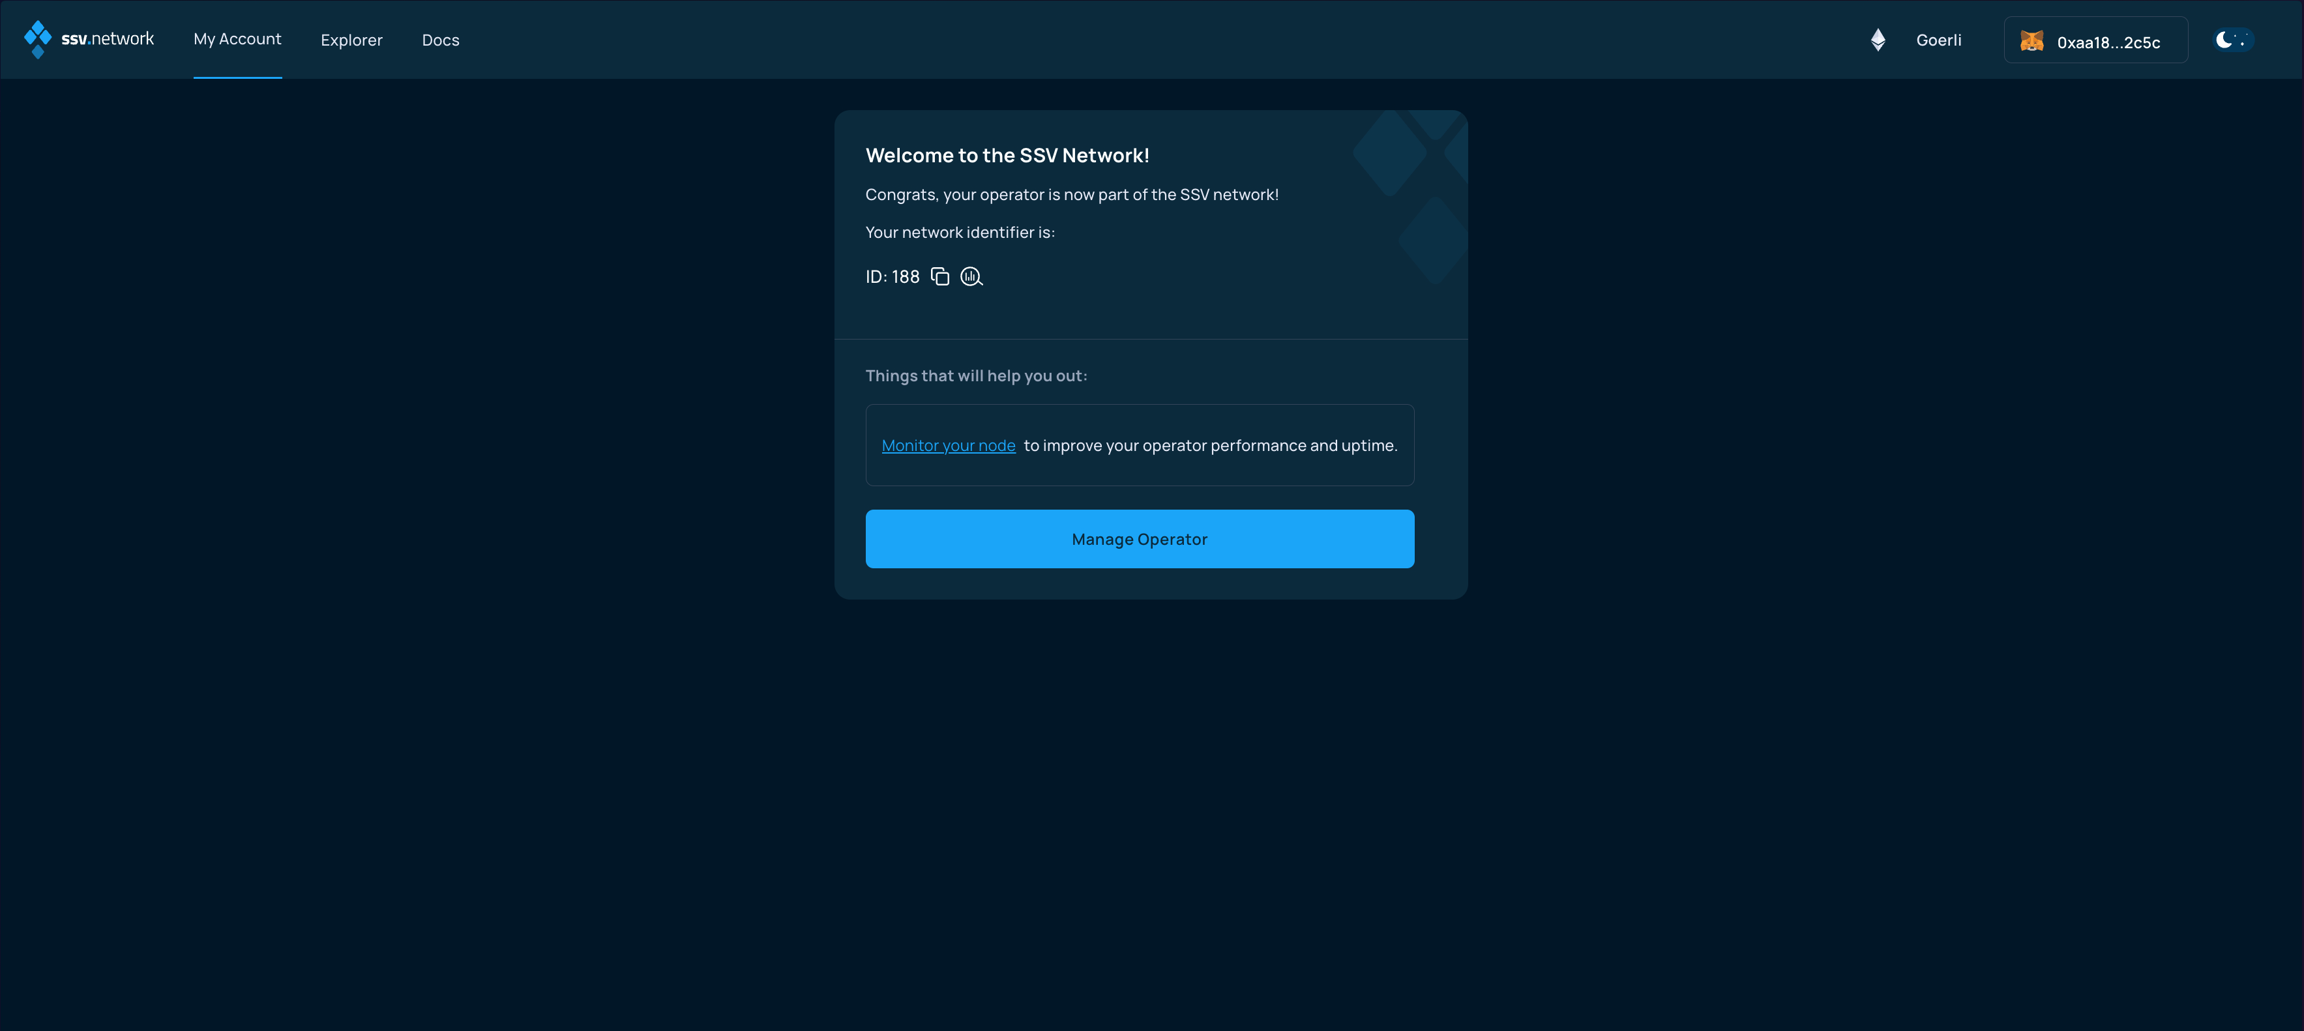 ssv.network
My Account
Explorer
Docs
Goerli
0xaa18...2c5c
Welcome to the SSV Network!
Congrats, your operator is now part of the SSV network!
Your network identifier is:
ID: 188
Things that will help you out:
Monitor your node to improve your operator performance and uptime.
Manage Operator